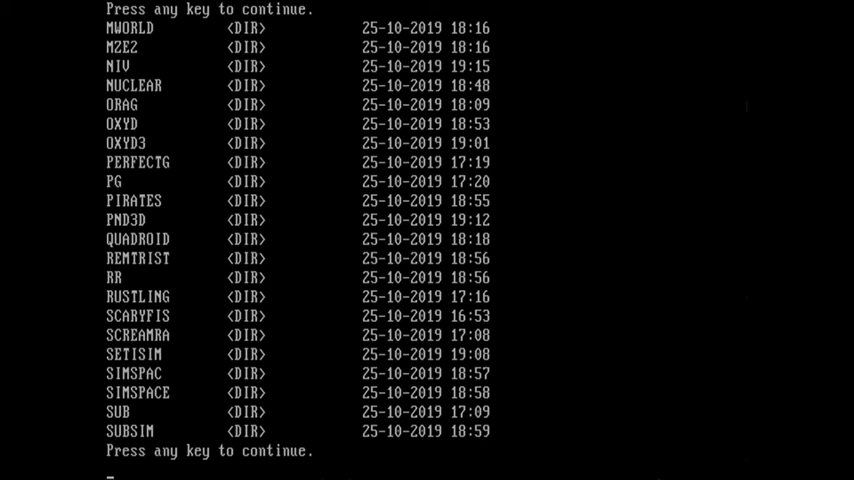 Press any key to continue.
MWORLD <DIR> 25-10-2019 18:16
MZE2 <DIR> 25-10-2019 18:16
NIV <DIR> 25-10-2019 19:15
NUCLEAR <DIR> 25-10-2019 18:48
ORAG <DIR> 25-10-2019 18:09
OXYD <DIR> 25-10-2019 18:53
OXYD3 <DIR> 25-10-2019 19:01
PERFECTG <DIR> 25-10-2019 17:19
PG <DIR> 25-10-2019 17:20
PIRATES <DIR> 25-10-2019 18:55
PND3D <DIR> 25-10-2019 19:12
QUADROID <DIR> 25-10-2019 18:18
REMTRIST <DIR> 25-10-2019 18:56
RR <DIR> 25-10-2019 18:56
RUSTLING <DIR> 25-10-2019 17:16
SCARYFIS <DIR> 25-10-2019 16:53
SCREAMRA <DIR> 25-10-2019 17:08
SETISIM <DIR> 25-10-2019 19:08
SIMSPAC <DIR> 25-10-2019 18:57
SIMSPACE <DIR> 25-10-2019 18:58
SUB <DIR> 25-10-2019 17:09
SUBSIM <DIR> 25-10-2019 18:59
Press any key to continue.